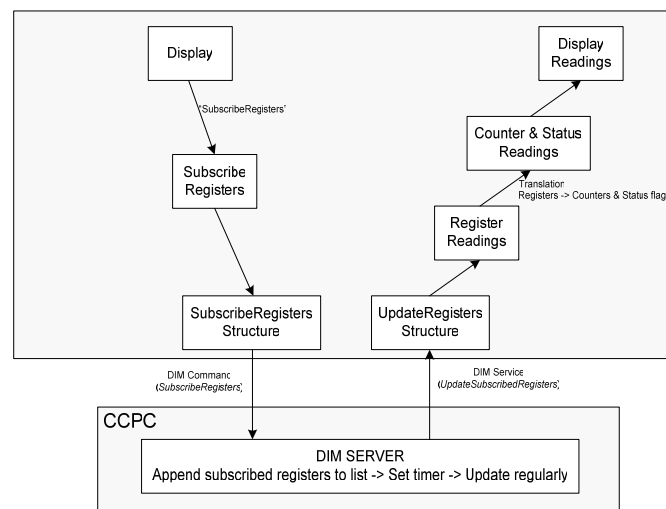 Display
Display
Readings
'SubscribeRegisters'
Counter & Status
Readings
Subscribe
Registers
Translation
Registers -> Counters & Status flag
Register
Readings
SubscribeRegisters
Structure
UpdateRegisters
Structure
DIM Command
(SubscribeRegisters)
DIM Service
(UpdateSubscribedRegisters)
CCPC
DIM SERVER
Append subscribed registers to list -> Set timer -> Update regularly